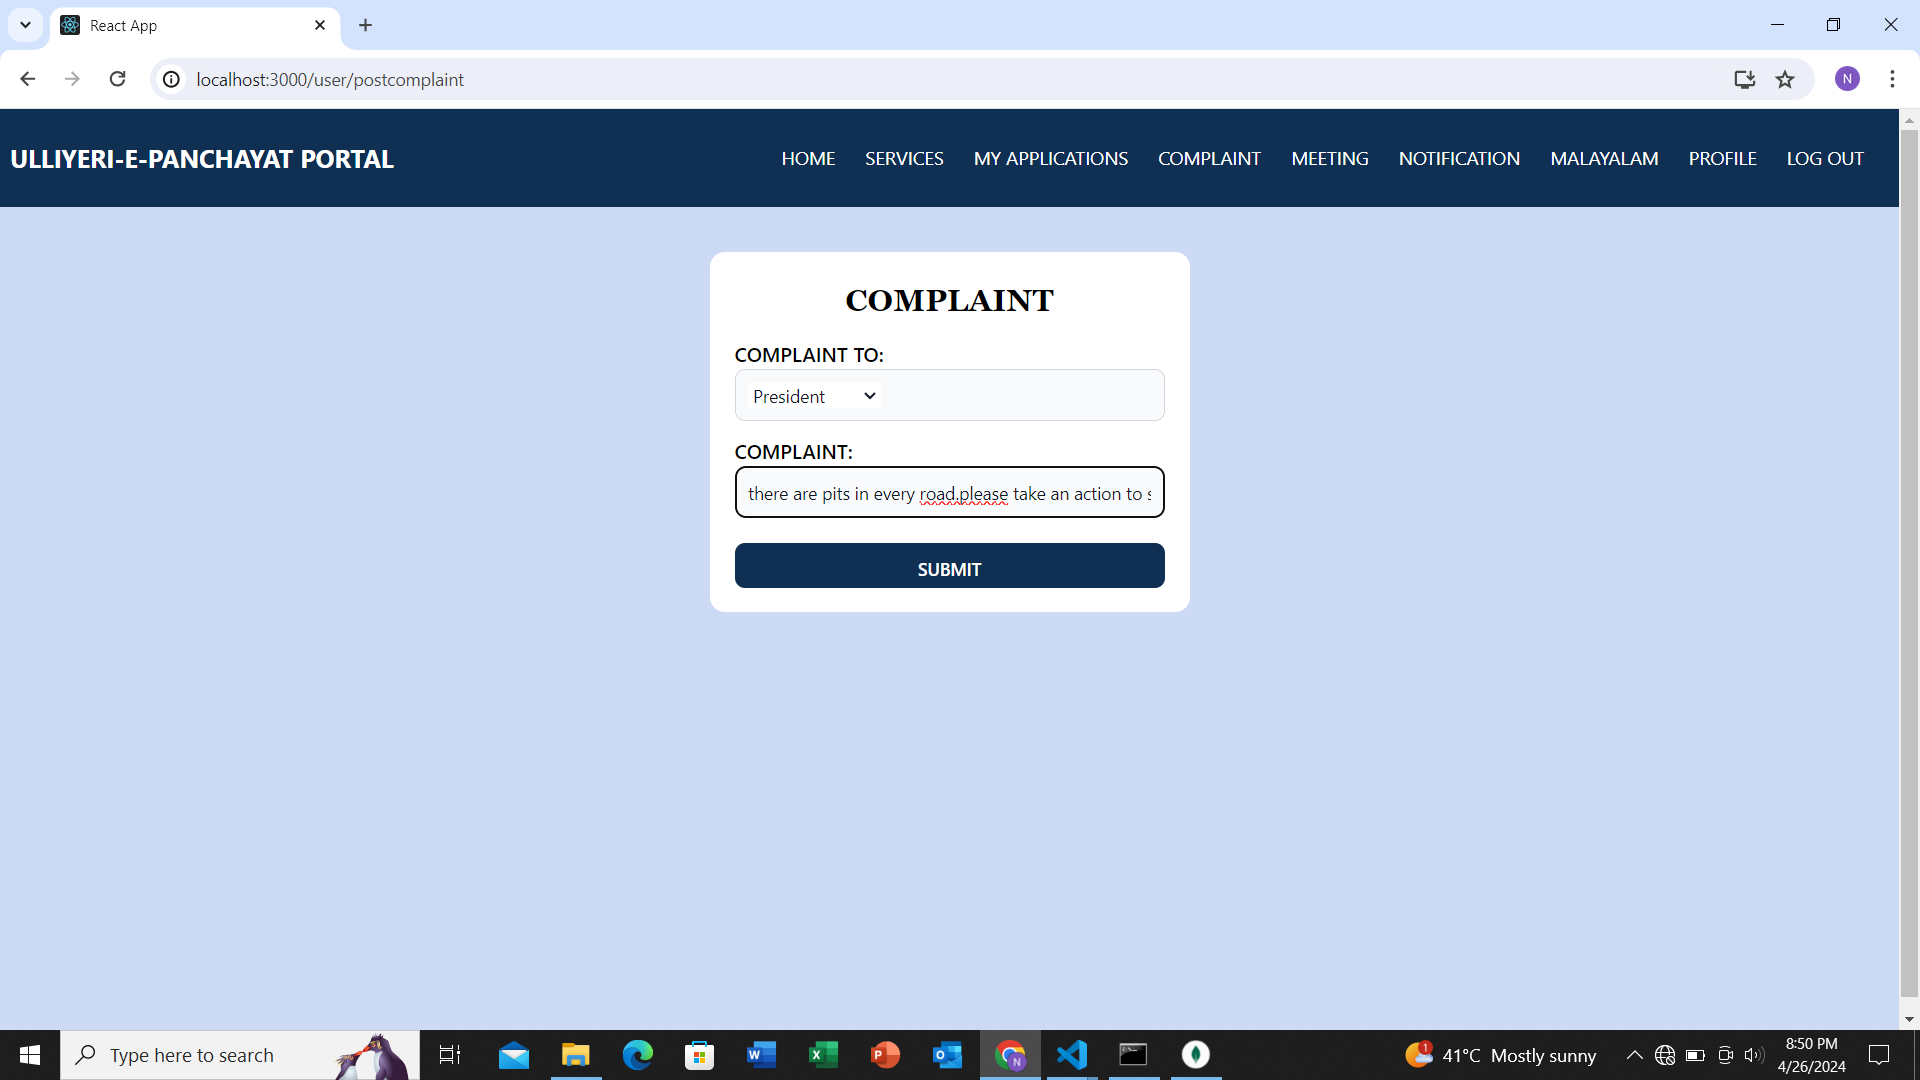 React App
localhost:3000/user/postcomplaint
N
ULLIYERI-E-PANCHAYAT PORTAL
HOME SERVICES MY APPLICATIONS COMPLAINT MEETING NOTIFICATION MALAYALAM PROFILE LOG OUT
COMPLAINT
COMPLAINT TO:
President
COMPLAINT:
there are pits in every road.please take an action to s
SUBMIT
Type here to search
1
41°C Mostly sunny
8:50 PM
4/26/2024